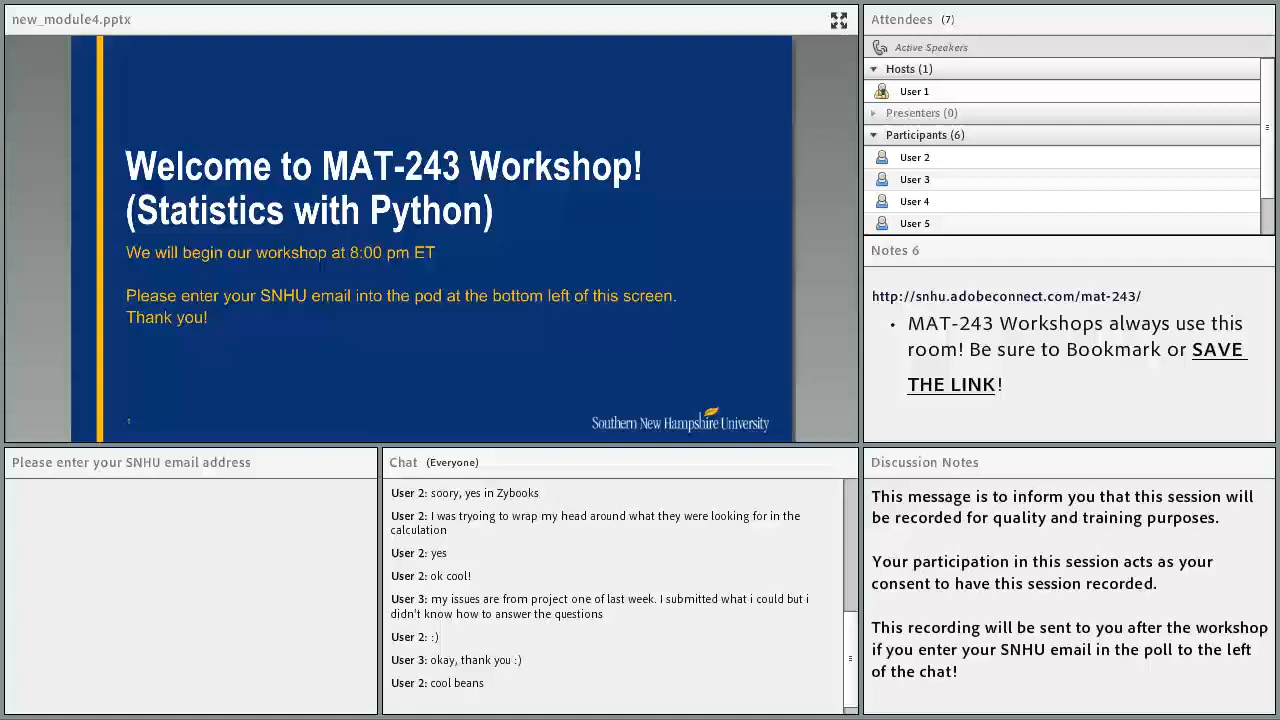 new_module4.pptx
Welcome to MAT-243 Workshop!
(Statistics with Python)
We will begin our workshop at 8:00 pm ET
Please enter your SNHU email into the pod at the bottom left of this screen.
Thank you!
1
Southern New Hampshire University
Attendees (7)
Active Speakers
Hosts (1)
User 1
Presenters (0)
Participants (6)
User 2
User 3
User 4
User 5
Notes 6
http://snhu.adobeconnect.com/mat-243/
• MAT-243 Workshops always use this
room! Be sure to Bookmark or SAVE
THE LINK!
Please enter your SNHU email address
Chat (Everyone)
User 2: soory, yes in Zybooks
User 2: I was tryoing to wrap my head around what they were looking for in the
calculation
User 2: yes
User 2: ok cool!
User 3: my issues are from project one of last week. I submitted what i could but i
didn't know how to answer the questions
User 2: :)
User 3: okay, thank you :)
User 2: cool beans
Discussion Notes
This message is to inform you that this session will
be recorded for quality and training purposes.
Your participation in this session acts as your
consent to have this session recorded.
This recording will be sent to you after the workshop
if you enter your SNHU email in the poll to the left
of the chat!